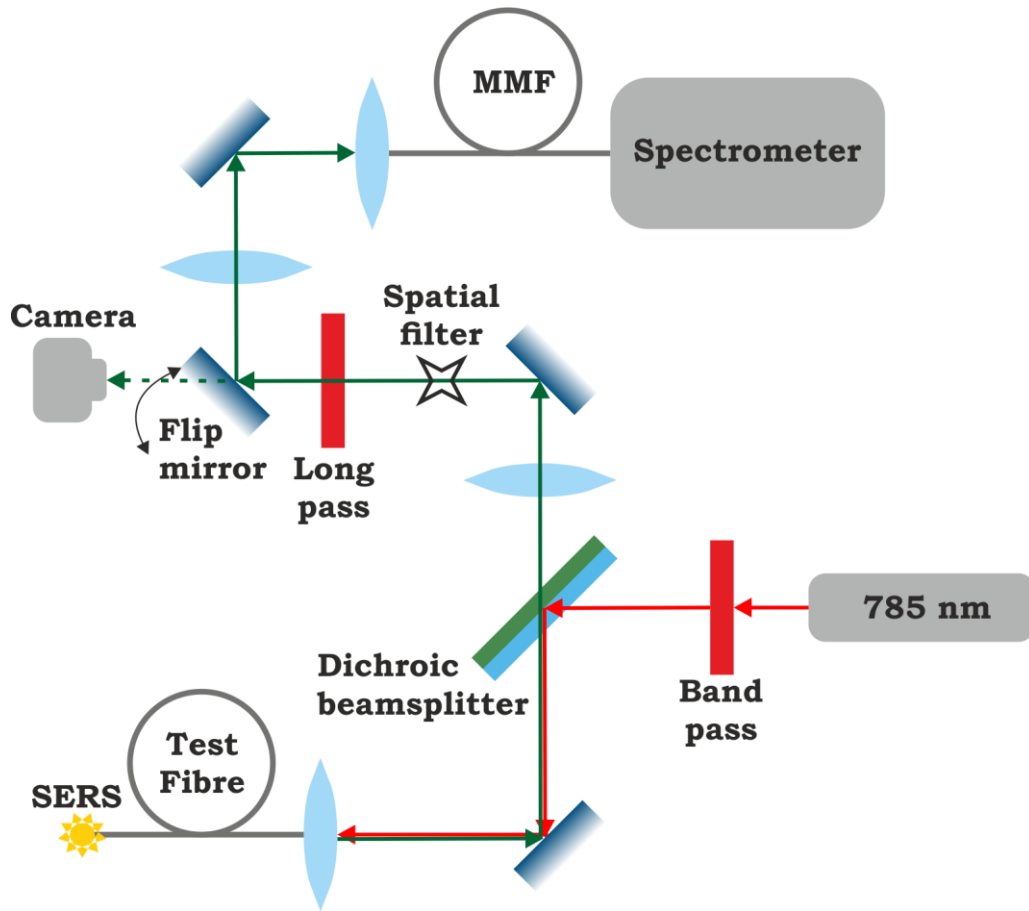 MMF
Spectrometer
Spatial
filter
Camera
Flip
mirror
Long
pass
785 nm
Dichroic
beamsplitter
Band
pass
Test
Fibre
SERS